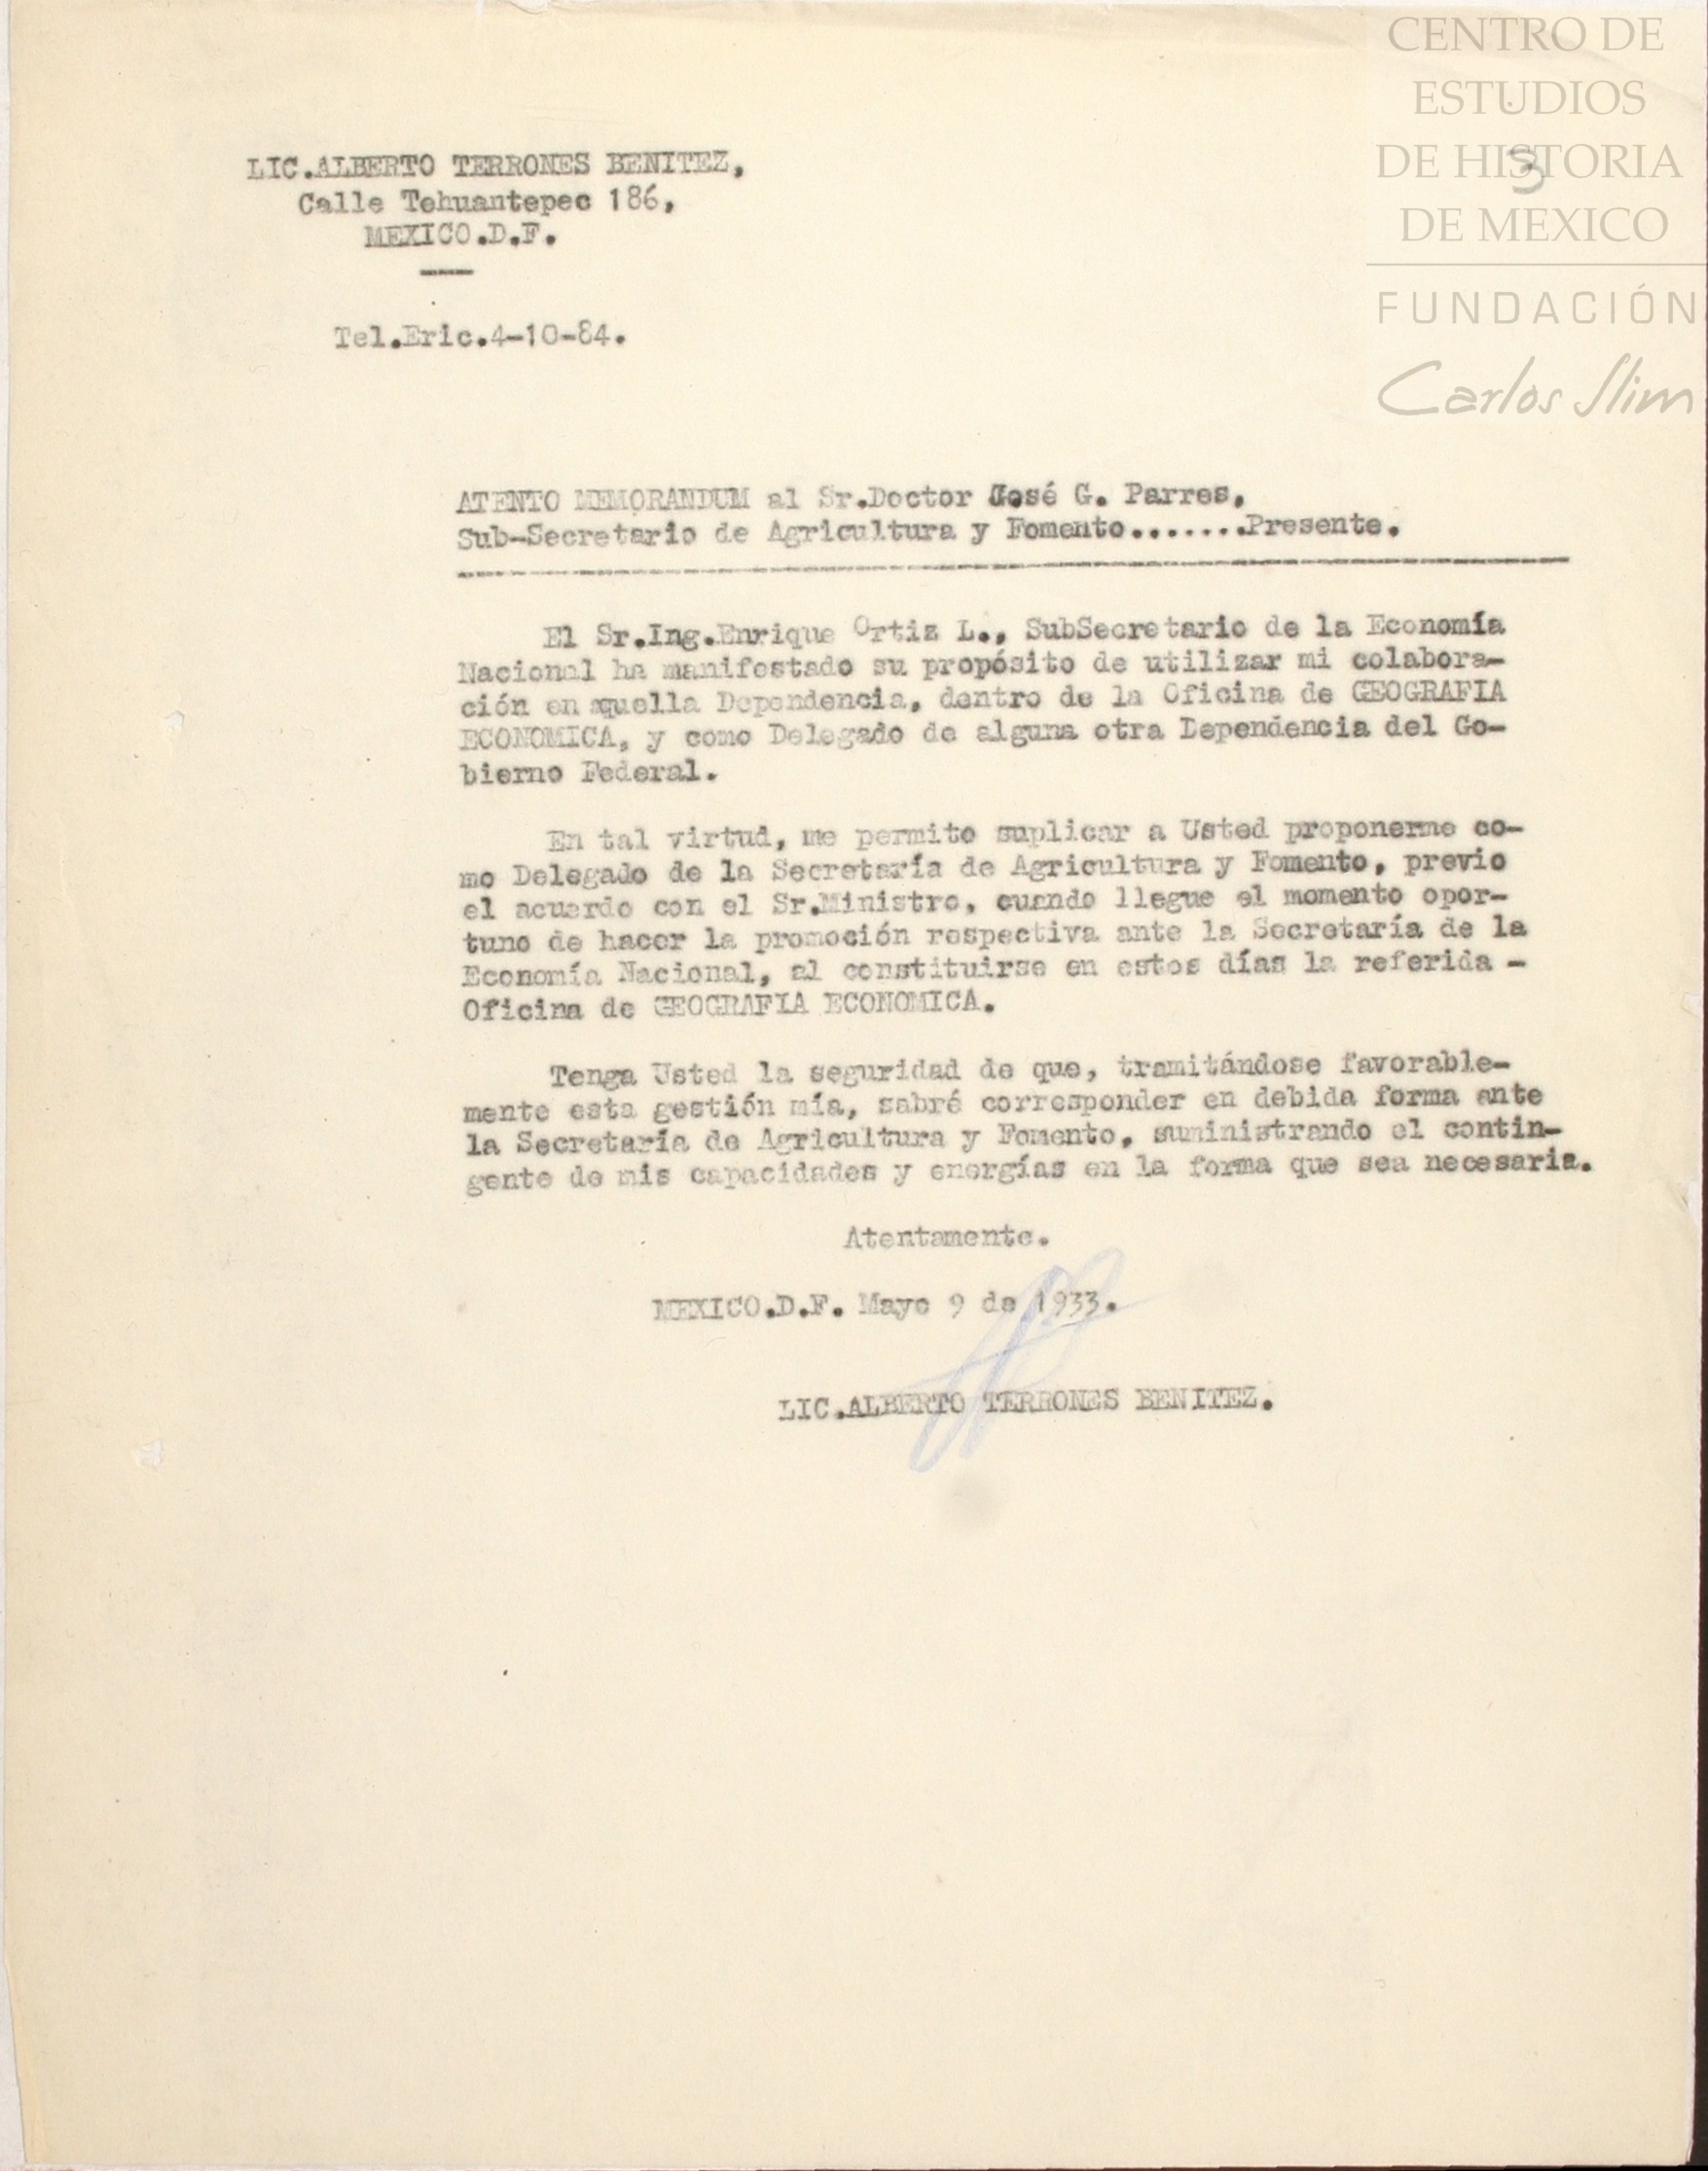 CENTRO DE
ESTUDIOS
DE HISTORIA
DE MEXICO
FUNDACIÓN
Carlos Slim
3
LIC.ALBERTO TERRONES BENITEZ,
Calle Tehuantepec 186,
MEXICO.D.F.
Tel.Eric.4-10-84.
ATENTO MEMORANDUM al Sr.Doctor José G. Parres,
Sub-Secretario de Agricultura y Fomento.......Presente.
El Sr.Ing.Enrique Ortiz L., SubSecretario de la Economía
Nacional ha manifestado su propósito de utilizar mi colabora-
ción en aquella Dependencia, dentro de la Oficina de GEOGRAFIA
ECONOMICA, y como Delegado de alguna otra Dependencia del Go-
bierno Federal.
En tal virtud, me permito suplicar a Usted proponerme co-
mo Delegado de la Secretaría de Agricultura y Fomento, previo
el acuerdo con el Sr.Ministro, cuando llegue el momento opor-
tuno de hacer la promoción respectiva ante la Secretaría de la
Economía Nacional, al constituirse en estos días la referida -
Oficina de GEOGRAFIA ECONOMICA.
Tenga Usted la seguridad de que, tramitándose favorable-
mente esta gestión mía, sabré corresponder en debida forma ante
la Secretaría de Agricultura y Fomento, suministrando el contin-
gente de mis capacidades y energías en la forma que sea necesaria.
Atentamente.
MEXICO.D.F. Mayo 9 de 1933.
LIC.ALBERTO TERRONES BENITEZ.